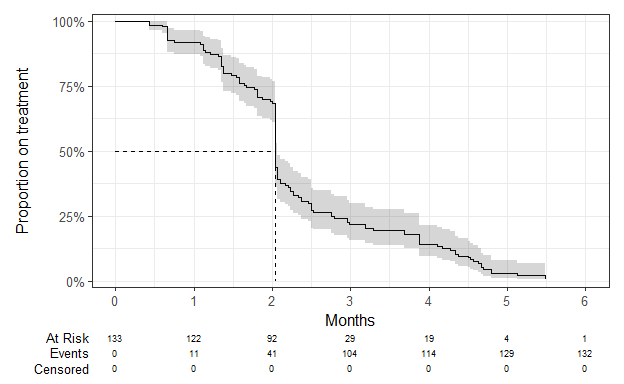 Proportion on treatment
100%
75%
50%
25%
0%
0 1 2 3 4 5 6
Months
At Risk 133 122 92 29 19 4 1
Events 0 11 41 104 114 129 132
Censored 0 0 0 0 0 0 0